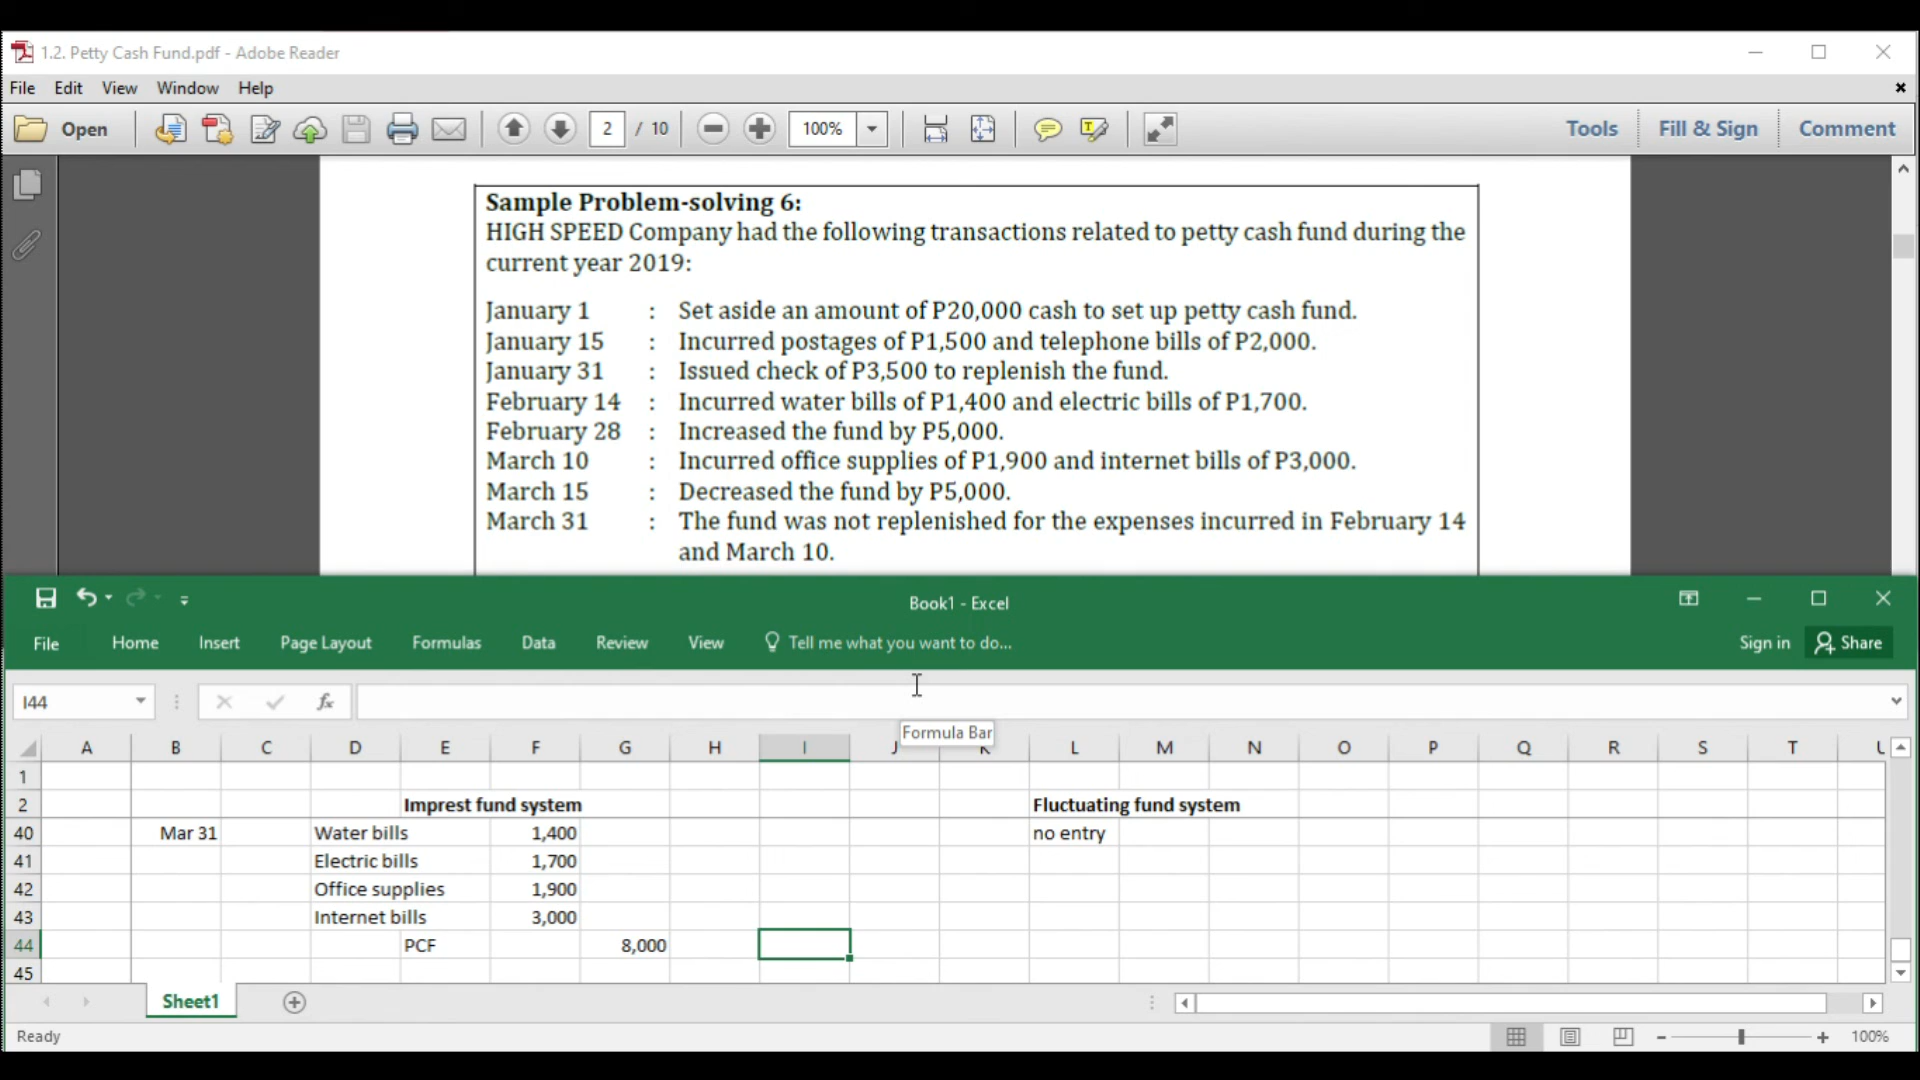 1.2. Petty Cash Fund.pdf - Adobe Reader
File Edit View Window Help
Open 2 / 10 100% Tools Fill & Sign Comment
Sample Problem-solving 6:
HIGH SPEED Company had the following transactions related to petty cash fund during the
current year 2019:
January 1 : Set aside an amount of P20,000 cash to set up petty cash fund.
January 15 : Incurred postages of P1,500 and telephone bills of P2,000.
January 31 : Issued check of P3,500 to replenish the fund.
February 14 : Incurred water bills of P1,400 and electric bills of P1,700.
February 28 : Increased the fund by P5,000.
March 10 : Incurred office supplies of P1,900 and internet bills of P3,000.
March 15 : Decreased the fund by P5,000.
March 31 : The fund was not replenished for the expenses incurred in February 14
and March 10.
Book1 - Excel
File Home Insert Page Layout Formulas Data Review View Tell me what you want to do... Sign in Share
I44 fx
Formula Bar
A B C D E F G H I J K L M N O P Q R S T U
1
2 Imprest fund system Fluctuating fund system
40 Mar 31 Water bills 1,400 no entry
41 Electric bills 1,700
42 Office supplies 1,900
43 Internet bills 3,000
44 PCF 8,000
45
Sheet1
Ready 100%